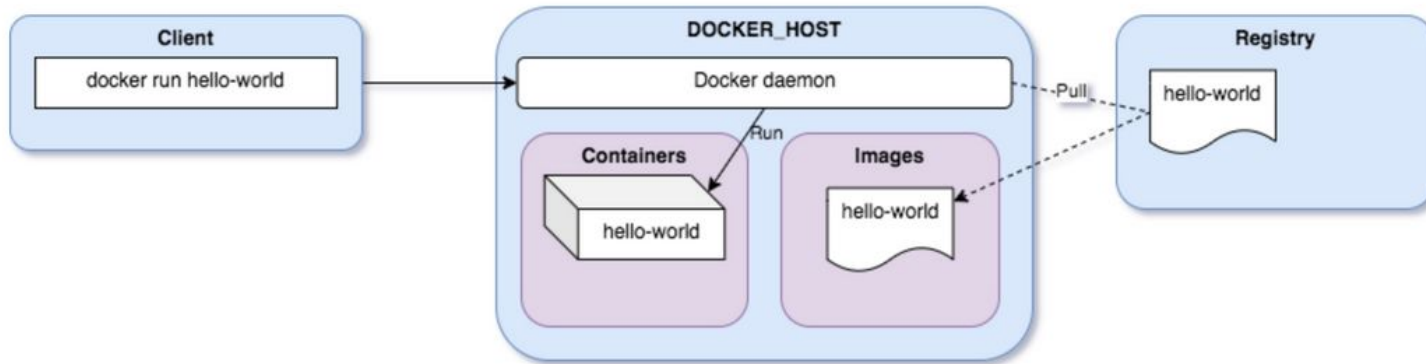 Client
docker run hello-world
DOCKER_HOST
Docker daemon
Run
Containers
hello-world
Images
hello-world
Pull
Registry
hello-world